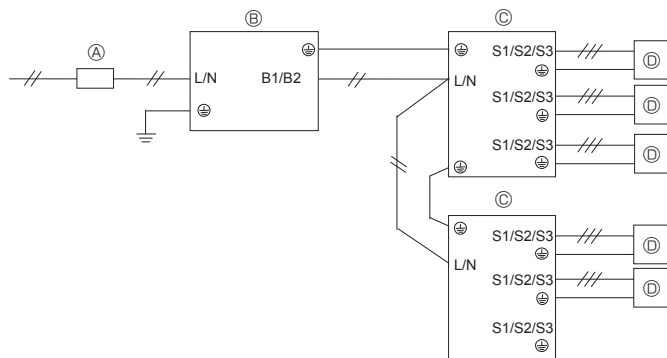 Ⓐ
Ⓑ
L/N
⏚
B1/B2
⏚
Ⓒ
⏚
L/N
⏚
S1/S2/S3
⏚
S1/S2/S3
⏚
S1/S2/S3
⏚
Ⓓ
Ⓓ
Ⓓ
Ⓒ
⏚
L/N
S1/S2/S3
⏚
S1/S2/S3
⏚
S1/S2/S3
⏚
Ⓓ
Ⓓ